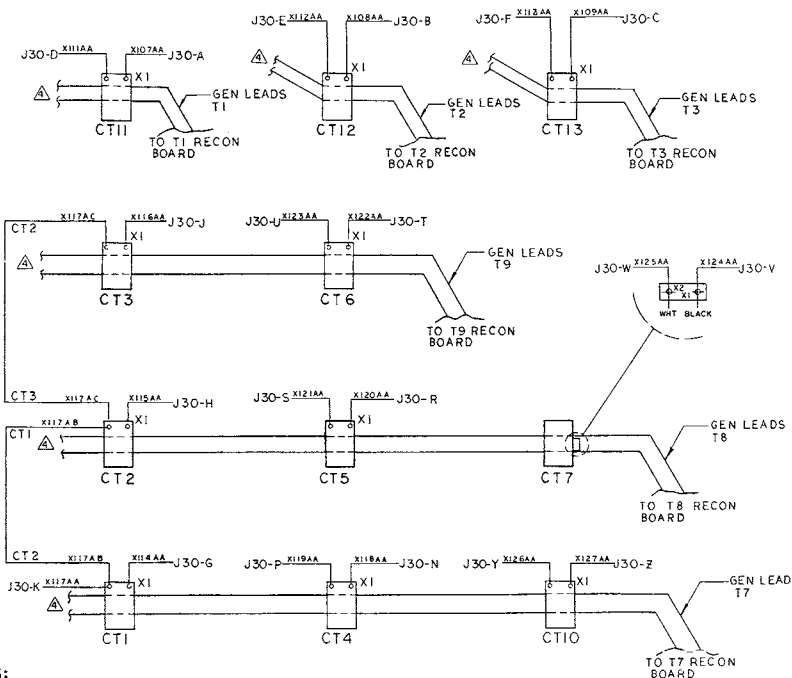 J30-D X111AA X107AA J30-A
J30-E X112AA X108AA J30-B
J30-F X113AA X109AA J30-C
4 X1 GEN LEADS
T1
CT11
TO T1 RECON
BOARD
4 X1 GEN LEADS
T2
CT12
TO T2 RECON
BOARD
4 X1 GEN LEADS
T3
CT13
TO T3 RECON
BOARD
CT2 X117AC X116AA J30-J
J30-U X123AA X122AA J30-T
4 X1 X1
GEN LEADS
T9
CT3 CT6
TO T9 RECON
BOARD
J30-W X125AA X124AA J30-V
X2
X1
WHT BLACK
CT3 X117AC X115AA J30-H
J30-S X121AA X120AA J30-R
CT1 X117AB X1 X1
4
GEN LEADS
T8
CT2 CT5 CT7
TO T8 RECON
BOARD
CT2 X117AB X114AA J30-G
J30-P X119AA X118AA J30-N
J30-Y X126AA X127AA J30-Z
J30-K X117AA X1 X1 X1
4
GEN LEAD
T7
CT1 CT4 CT10
TO T7 RECON
BOARD